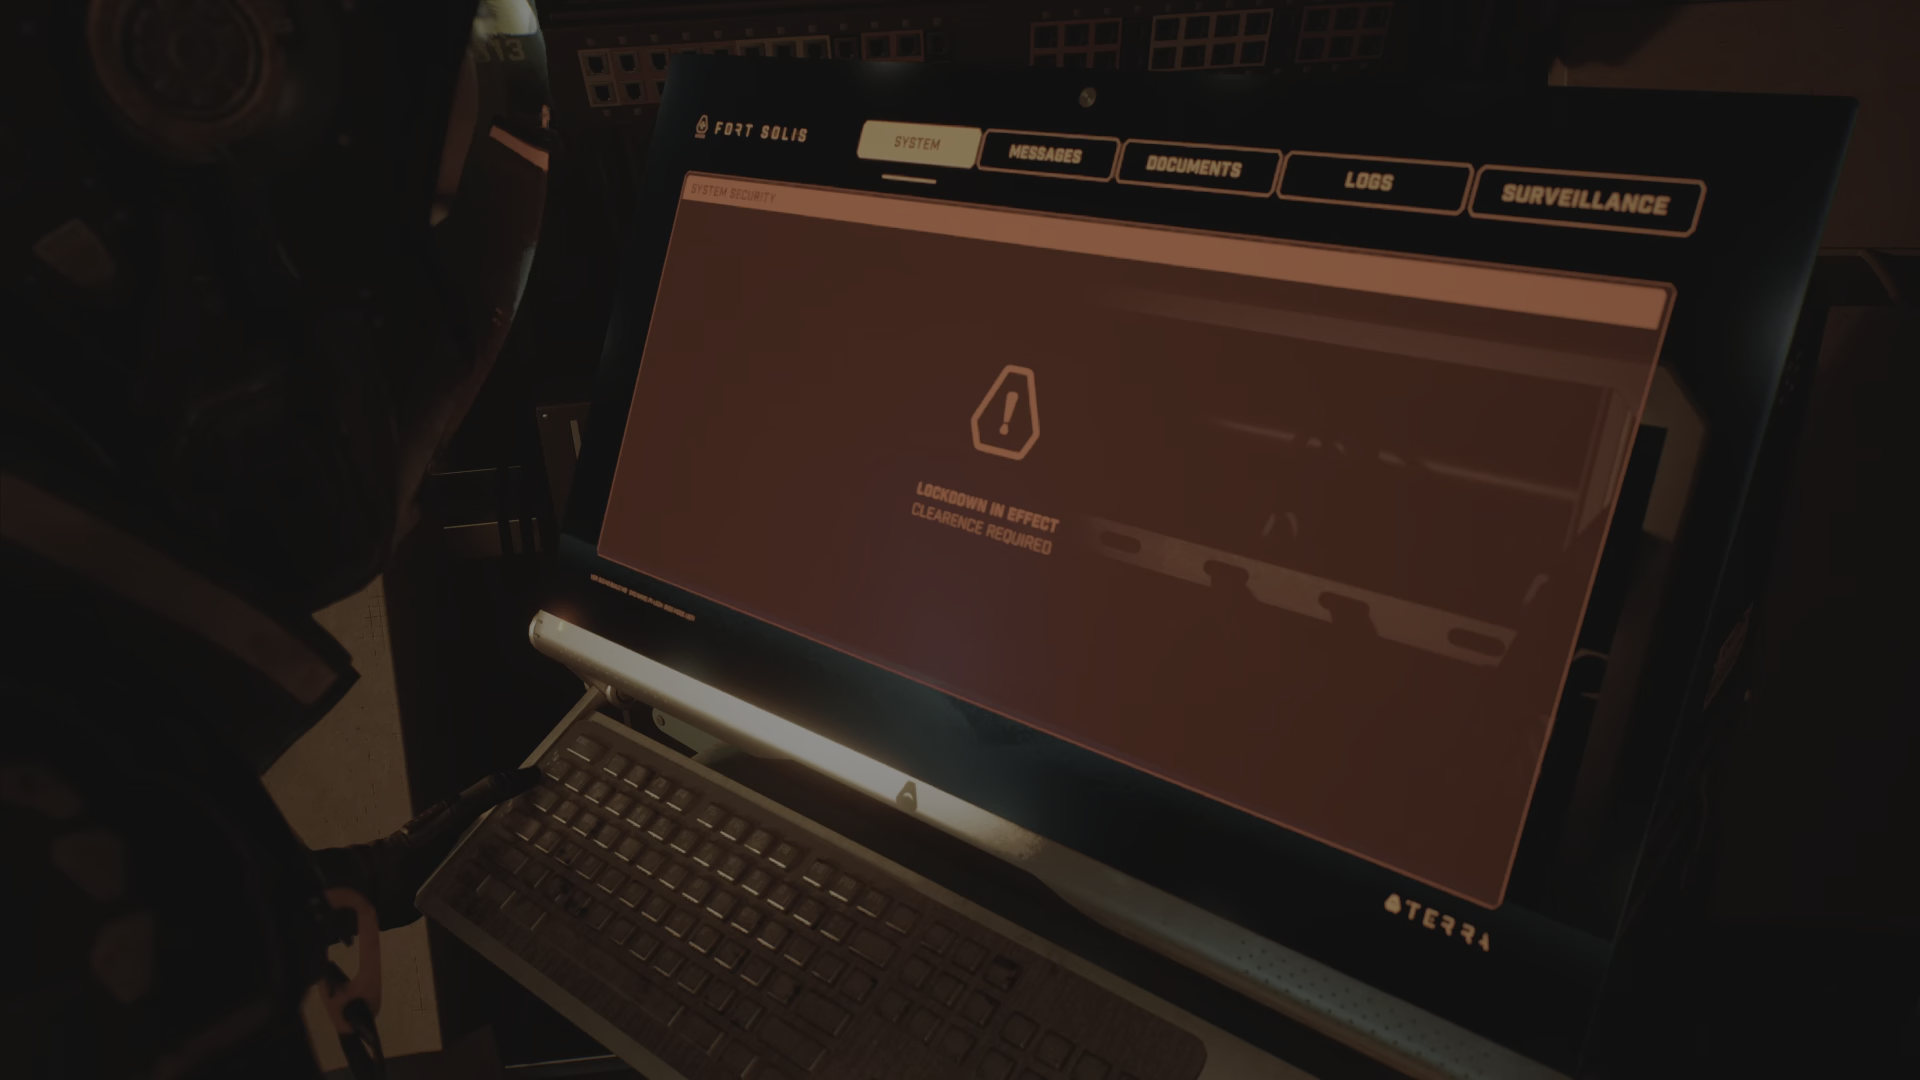 FORT SOLIS
SYSTEM
MESSAGES
DOCUMENTS
LOGS
SURVEILLANCE
SYSTEM SECURITY
LOCKDOWN IN EFFECT
CLEARENCE REQUIRED
TERRA